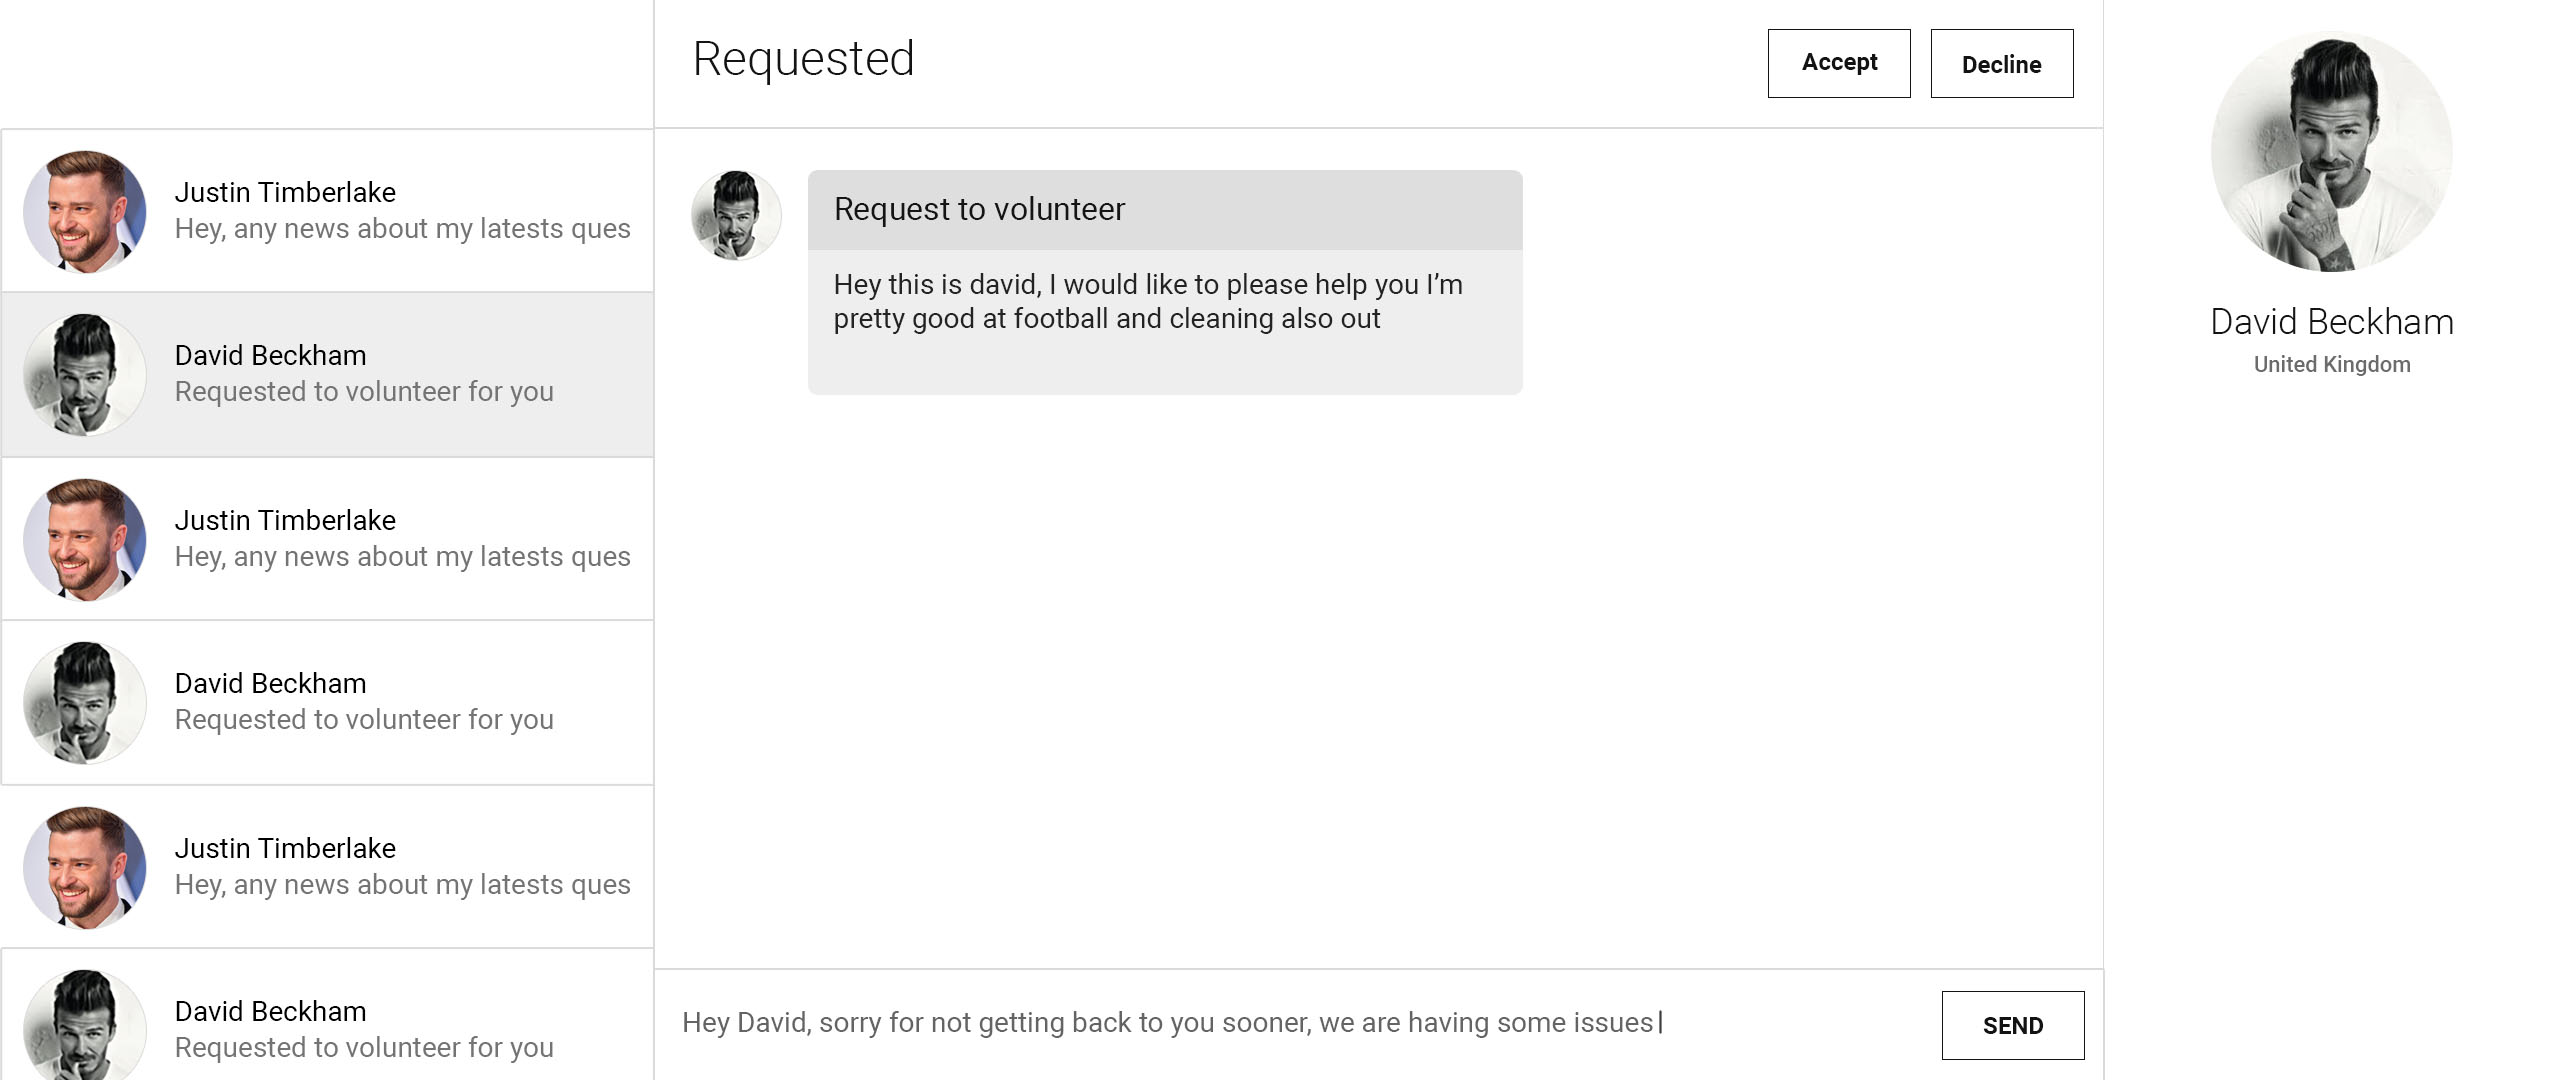 Justin Timberlake
Hey, any news about my latests ques
David Beckham
Requested to volunteer for you
Justin Timberlake
Hey, any news about my latests ques
David Beckham
Requested to volunteer for you
Justin Timberlake
Hey, any news about my latests ques
David Beckham
Requested to volunteer for you
Requested
Accept
Decline
Request to volunteer
Hey this is david, I would like to please help you I’m
pretty good at football and cleaning also out
Hey David, sorry for not getting back to you sooner, we are having some issues
SEND
David Beckham
United Kingdom